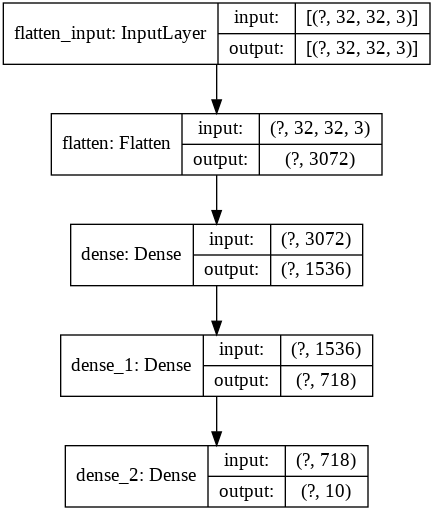 flatten_input: InputLayer
input:
[(?, 32, 32, 3)]
output:
[(?, 32, 32, 3)]
flatten: Flatten
input:
(?, 32, 32, 3)
output:
(?, 3072)
dense: Dense
input:
(?, 3072)
output:
(?, 1536)
dense_1: Dense
input:
(?, 1536)
output:
(?, 718)
dense_2: Dense
input:
(?, 718)
output:
(?, 10)